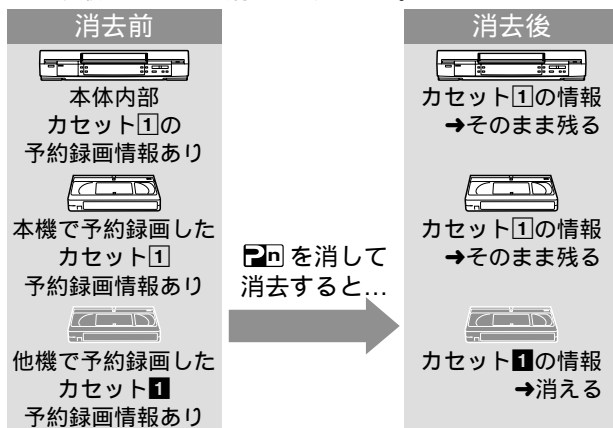 消去前
本体内部
カセット1の
予約録画情報あり
本機で予約録画した
カセット1
予約録画情報あり
他機で予約録画した
カセット1
予約録画情報あり
Pnを消して
消去すると…
消去後
カセット1の情報
➜そのまま残る
カセット1の情報
➜そのまま残る
カセット1の情報
➜消える